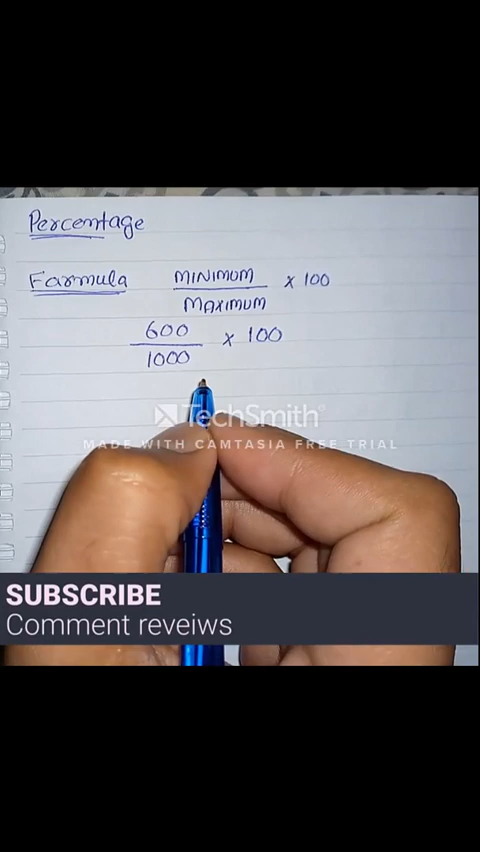 Percentage
Farmula MINIMUM / MAXIMUM × 100
600 / 1000 × 100
TechSmith®
MADE WITH CAMTASIA FREE TRIAL
SUBSCRIBE
Comment reveiws